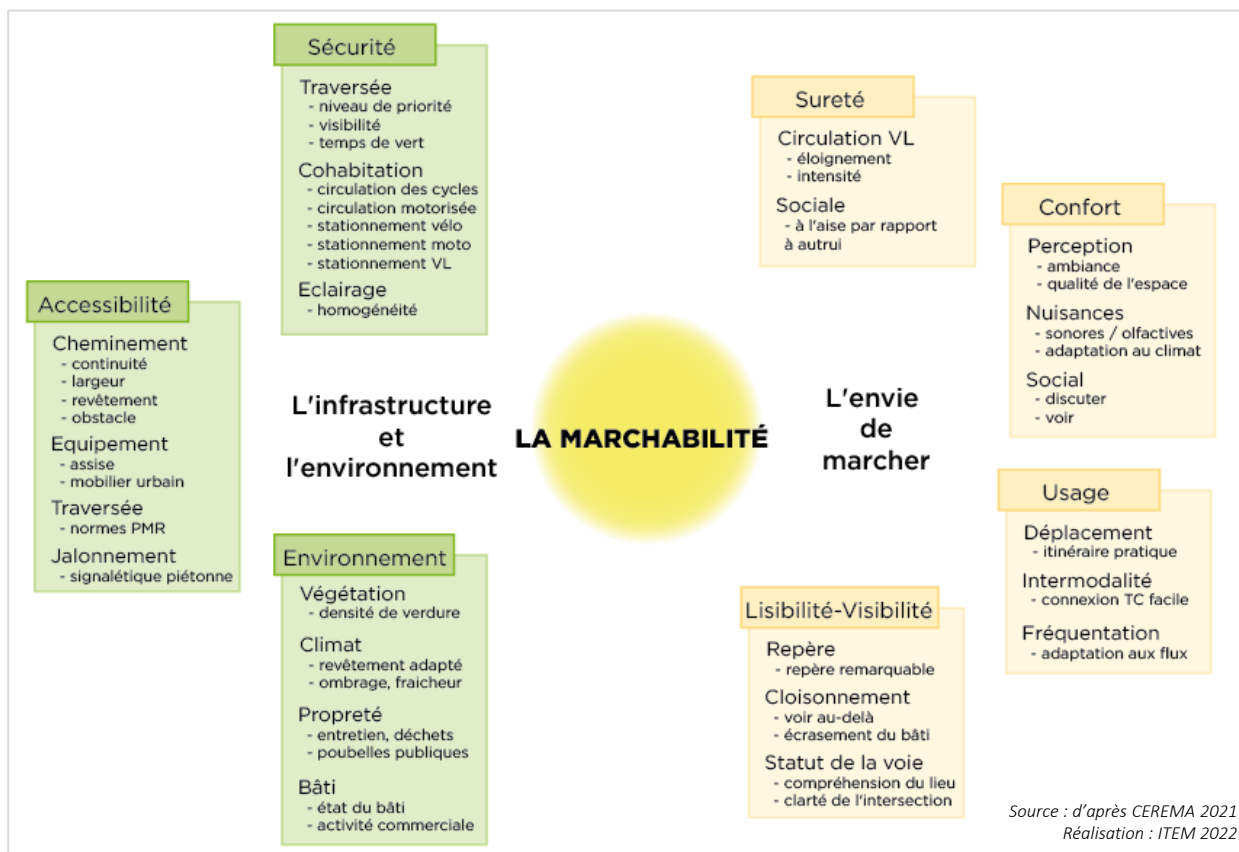 Sécurité
Traversée
- niveau de priorité
- visibilité
- temps de vert
Cohabitation
- circulation des cycles
- circulation motorisée
- stationnement vélo
- stationnement moto
- stationnement VL
Eclairage
- homogénéité
Accessibilité
Cheminement
- continuité
- largeur
- revêtement
- obstacle
Equipement
- assise
- mobilier urbain
Traversée
- normes PMR
Jalonnement
- signalétique piétonne
L'infrastructure
et
l'environnement
Environnement
Végétation
- densité de verdure
Climat
- revêtement adapté
- ombrage, fraicheur
Propreté
- entretien, déchets
- poubelles publiques
Bâti
- état du bâti
- activité commerciale
LA MARCHABILITÉ
L'envie
de
marcher
Sureté
Circulation VL
- éloignement
- intensité
Sociale
- à l'aise par rapport
à autrui
Confort
Perception
- ambiance
- qualité de l'espace
Nuisances
- sonores / olfactives
- adaptation au climat
Social
- discuter
- voir
Usage
Déplacement
- itinéraire pratique
Intermodalité
- connexion TC facile
Fréquentation
- adaptation aux flux
Lisibilité-Visibilité
Repère
- repère remarquable
Cloisonnement
- voir au-delà
- écrasement du bâti
Statut de la voie
- compréhension du lieu
- clarté de l'intersection
Source : d'après CEREMA 2021
Réalisation : ITEM 2022